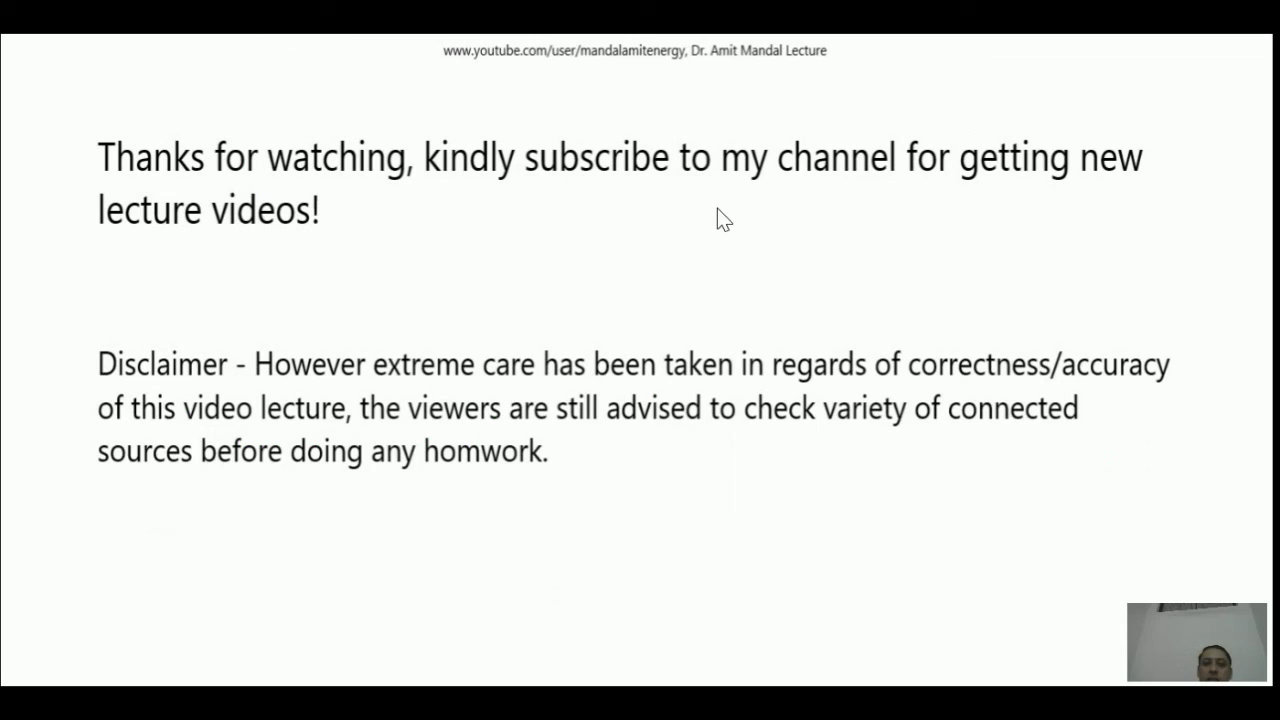 www.youtube.com/user/mandalamitenergy, Dr. Amit Mandal Lecture
Thanks for watching, kindly subscribe to my channel for getting new
lecture videos!
Disclaimer - However extreme care has been taken in regards of correctness/accuracy
of this video lecture, the viewers are still advised to check variety of connected
sources before doing any homwork.